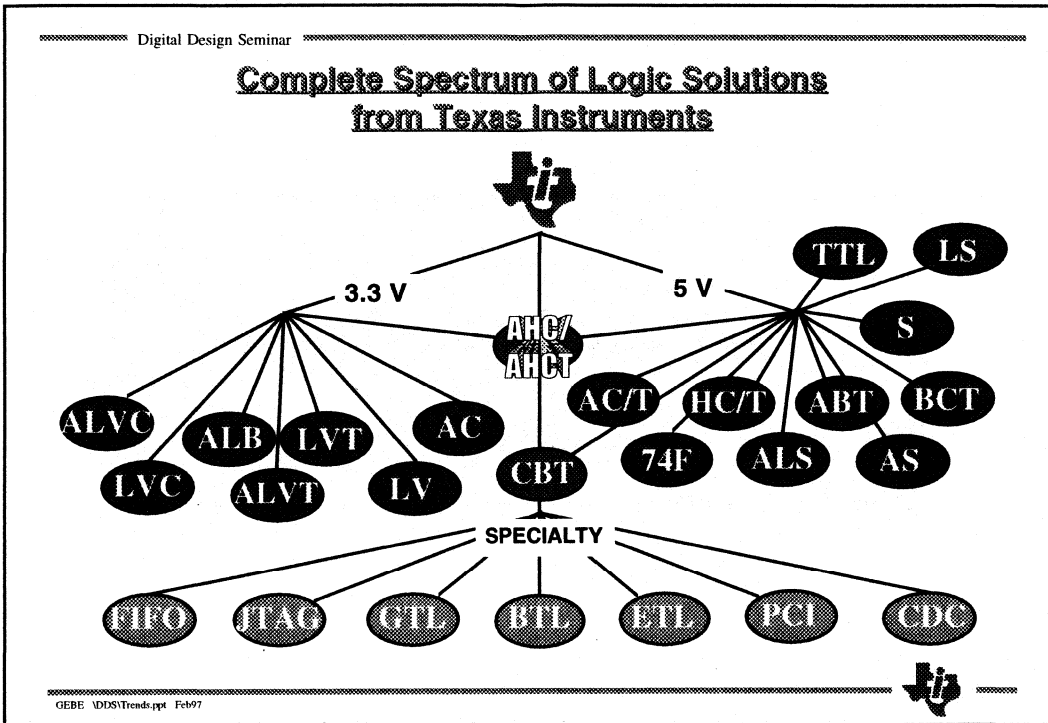 Digital Design Seminar
Complete Spectrum of Logic Solutions
from Texas Instruments
3.3 V
5 V
TTL
LS
S
AHC/
AHCT
ALVC
ALB
LVT
AC
AC/T
HC/T
ABT
BCT
LVC
ALVT
LV
CBT
74F
ALS
AS
SPECIALTY
FIFO
JTAG
GTL
BTL
ETL
PCI
CDC
GEBE \DDS\Trends.ppt Feb97